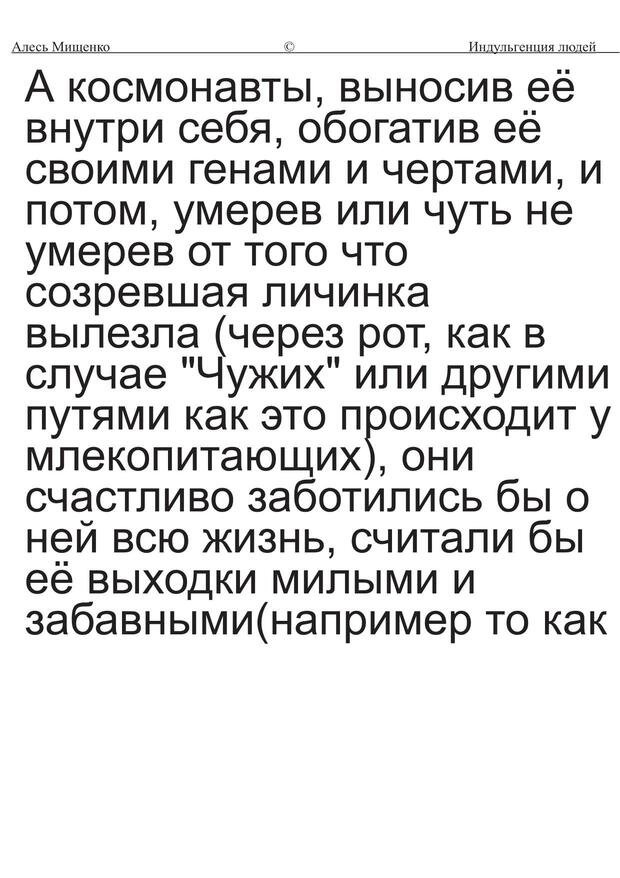 Алесь Мищенко © Индульгенция людей
А космонавты, выносив её
внутри себя, обогатив её
своими генами и чертами, и
потом, умерев или чуть не
умерев от того что
созревшая личинка
вылезла (через рот, как в
случае "Чужих" или другими
путями как это происходит у
млекопитающих), они
счастливо заботились бы о
ней всю жизнь, считали бы
её выходки милыми и
забавными(например то как